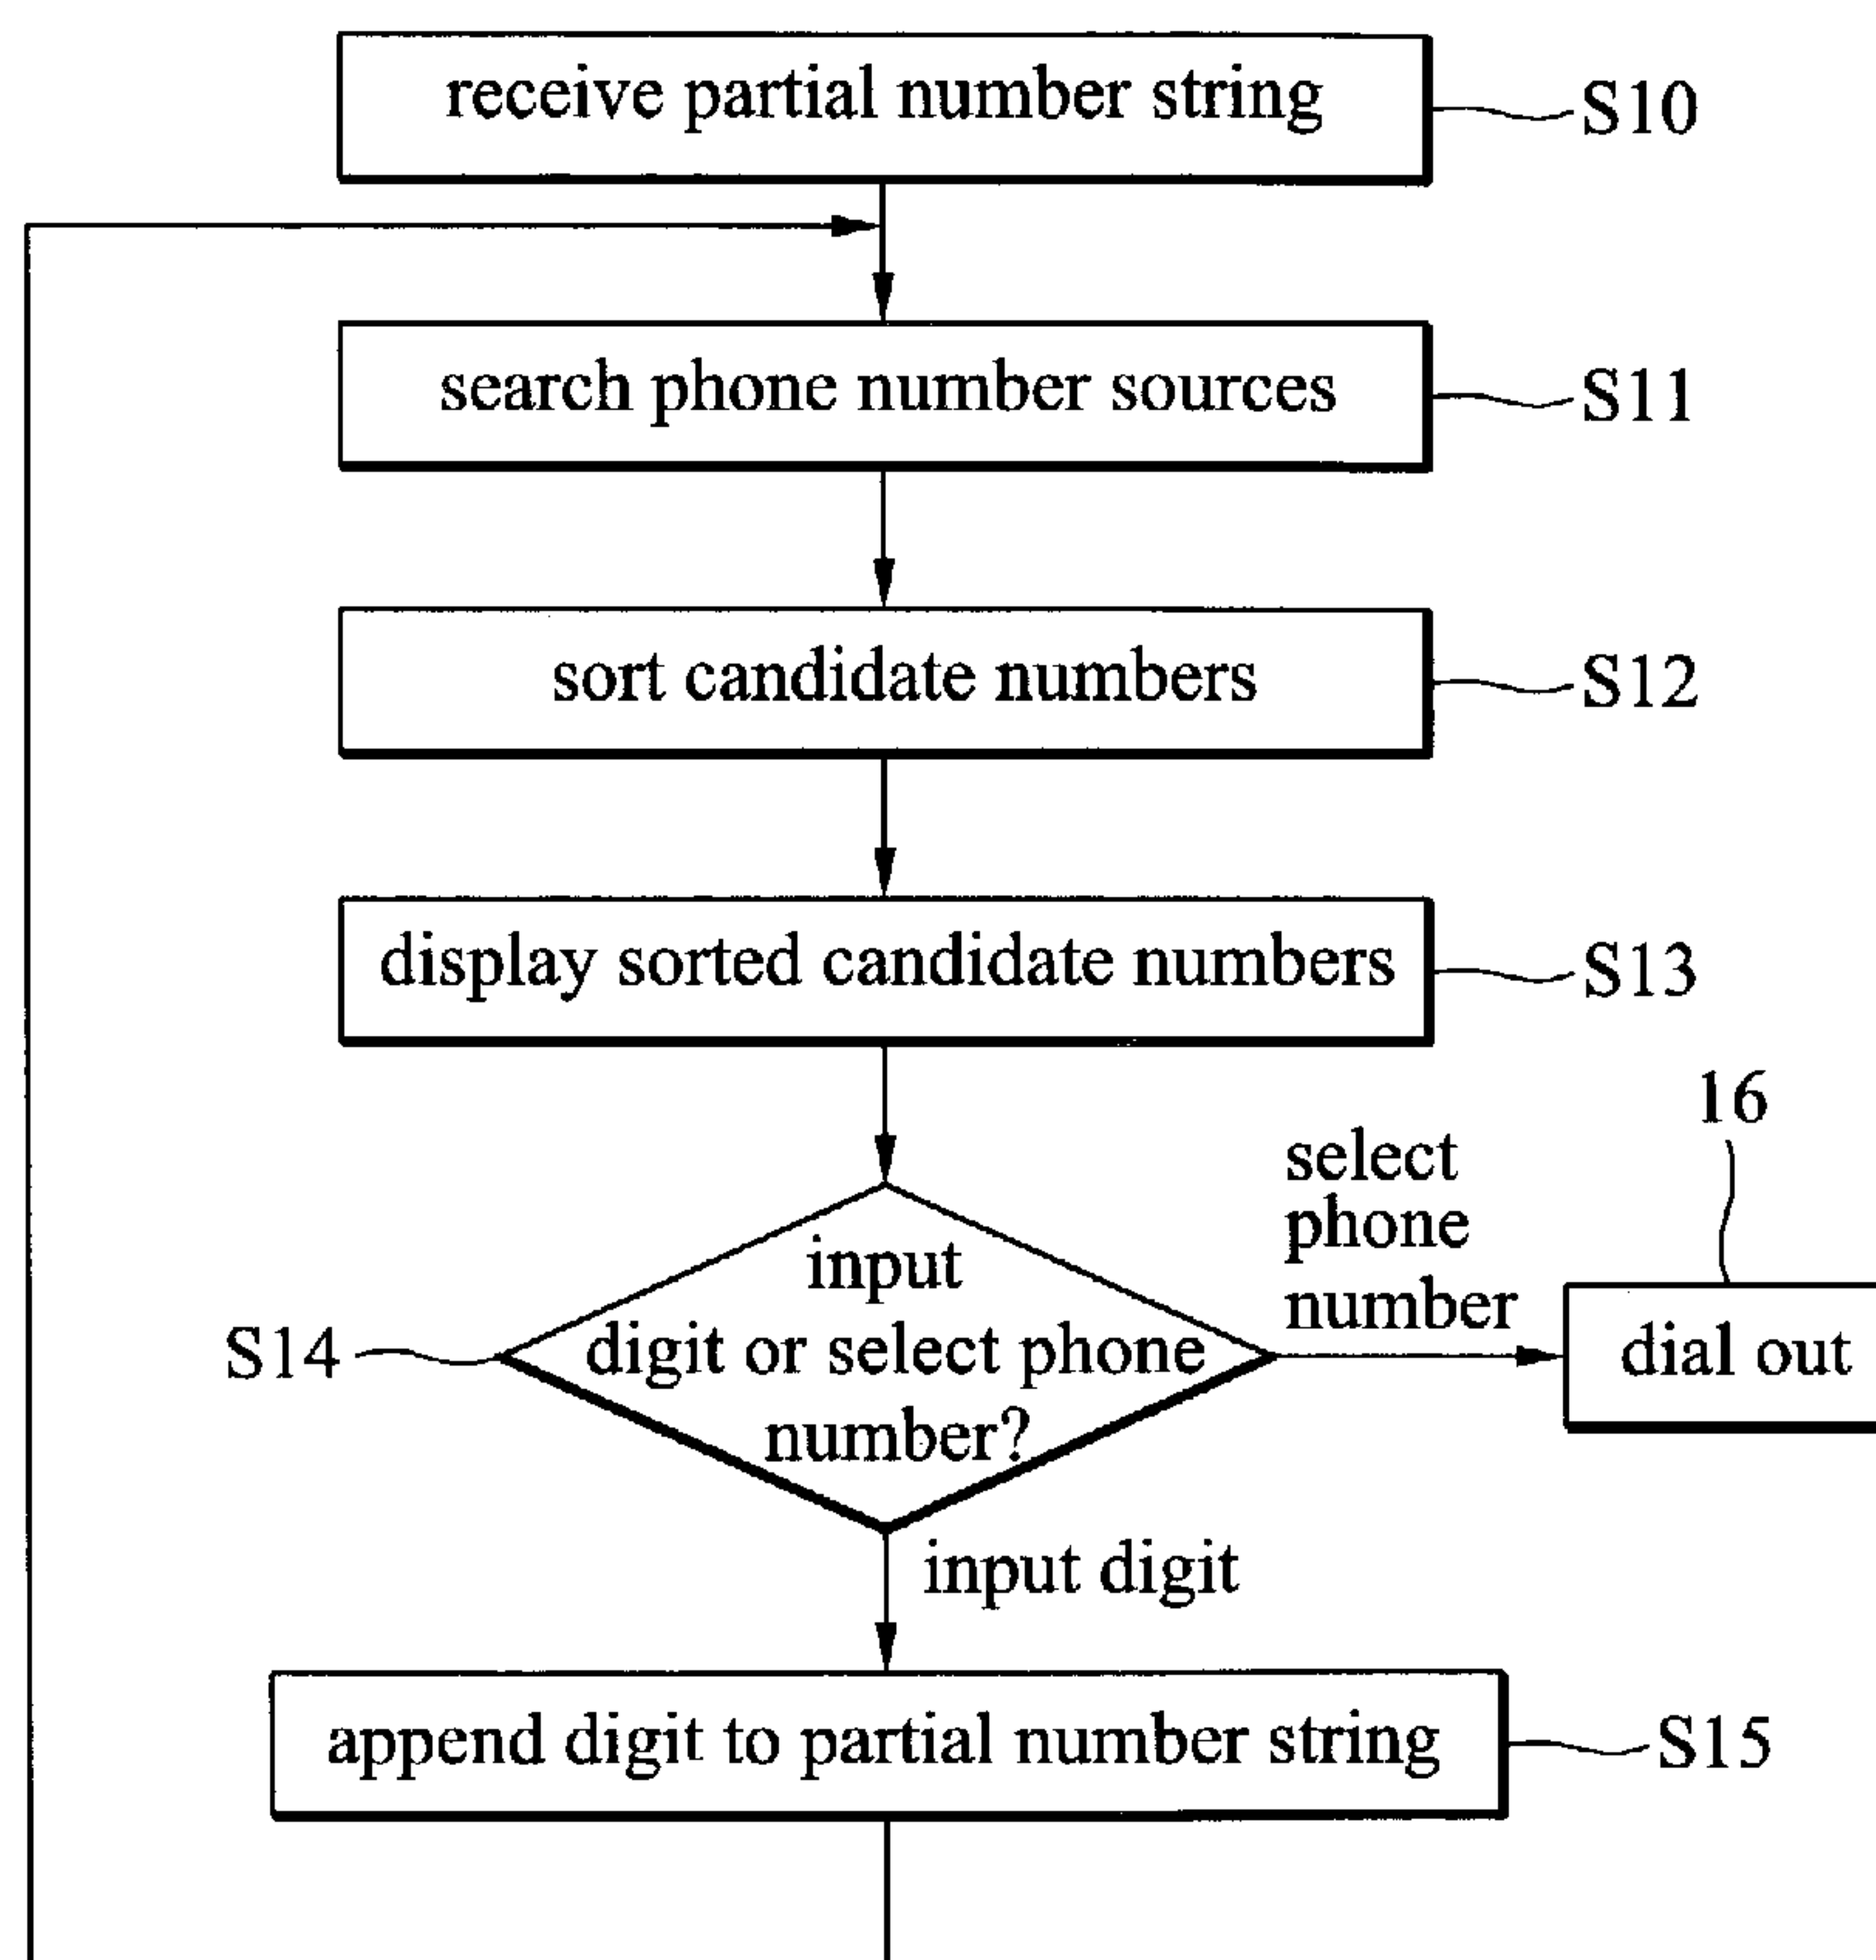 receive partial number string
S10
search phone number sources
S11
sort candidate numbers
S12
display sorted candidate numbers
S13
16
select
phone
number
input
digit or select phone
number?
S14
dial out
input digit
append digit to partial number string
S15